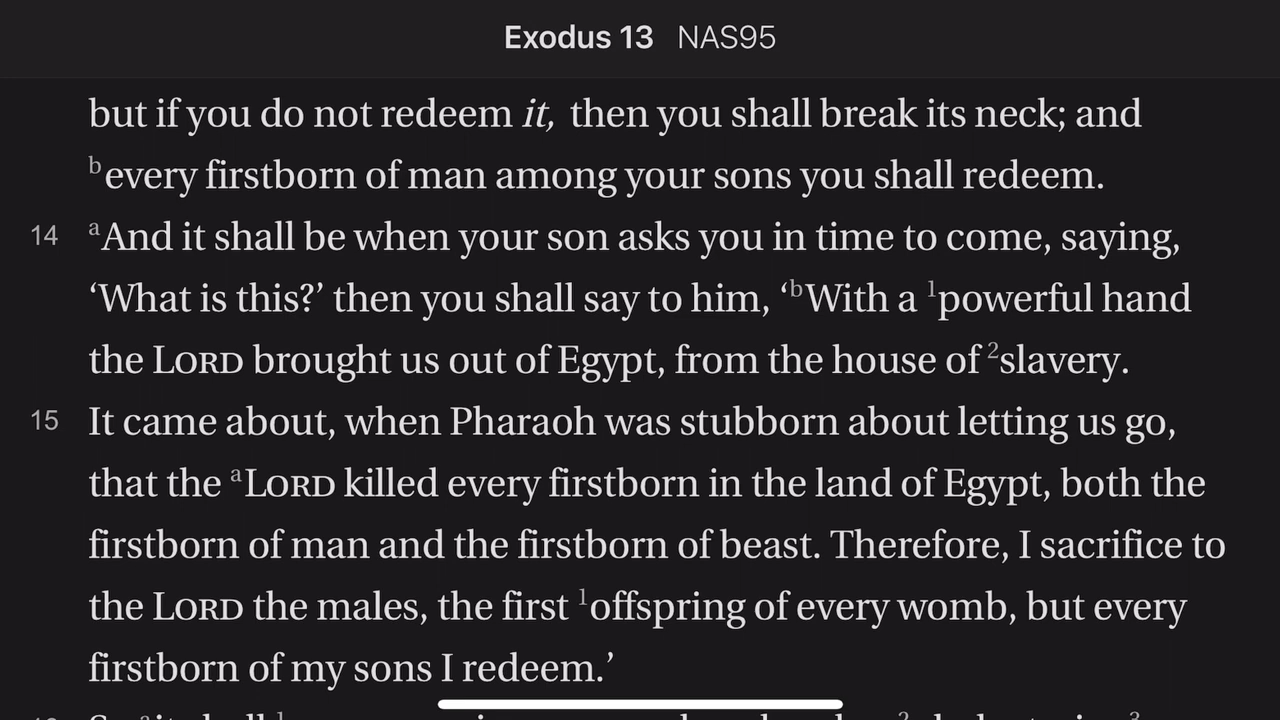 Exodus 13 NAS95
but if you do not redeem it, then you shall break its neck; and
bevery firstborn of man among your sons you shall redeem.
14 aAnd it shall be when your son asks you in time to come, saying,
‘What is this?’ then you shall say to him, ‘bWith a 1powerful hand
the LORD brought us out of Egypt, from the house of 2slavery.
15 It came about, when Pharaoh was stubborn about letting us go,
that the aLORD killed every firstborn in the land of Egypt, both the
firstborn of man and the firstborn of beast. Therefore, I sacrifice to
the LORD the males, the first 1offspring of every womb, but every
firstborn of my sons I redeem.’